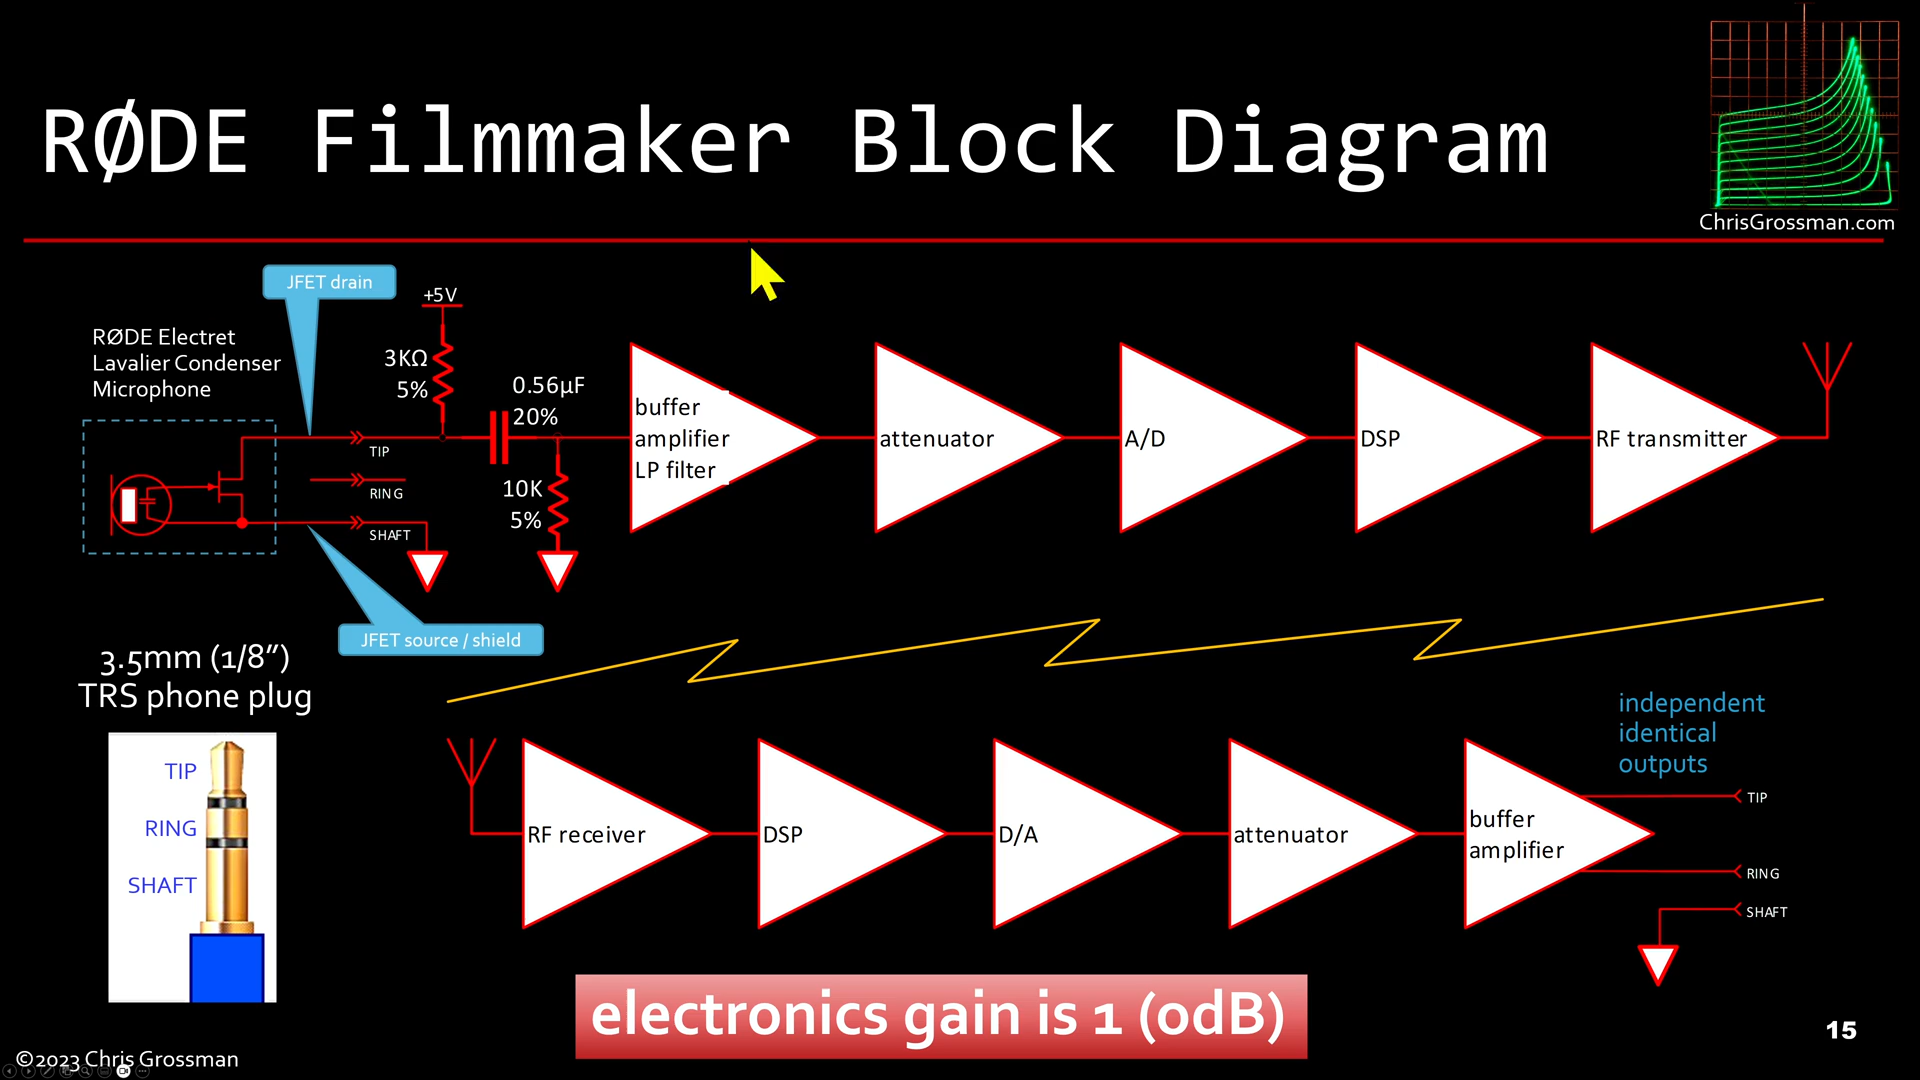 RØDE Filmmaker Block Diagram
ChrisGrossman.com
JFET drain
+5V
RØDE Electret
Lavalier Condenser
Microphone
3KΩ
5%
0.56µF
20%
TIP
RING
SHAFT
10K
5%
buffer
amplifier
LP filter
attenuator
A/D
DSP
RF transmitter
JFET source / shield
3.5mm (1/8”)
TRS phone plug
TIP
RING
SHAFT
independent
identical
outputs
RF receiver
DSP
D/A
attenuator
buffer
amplifier
TIP
RING
SHAFT
electronics gain is 1 (0dB)
15
©2023 Chris Grossman